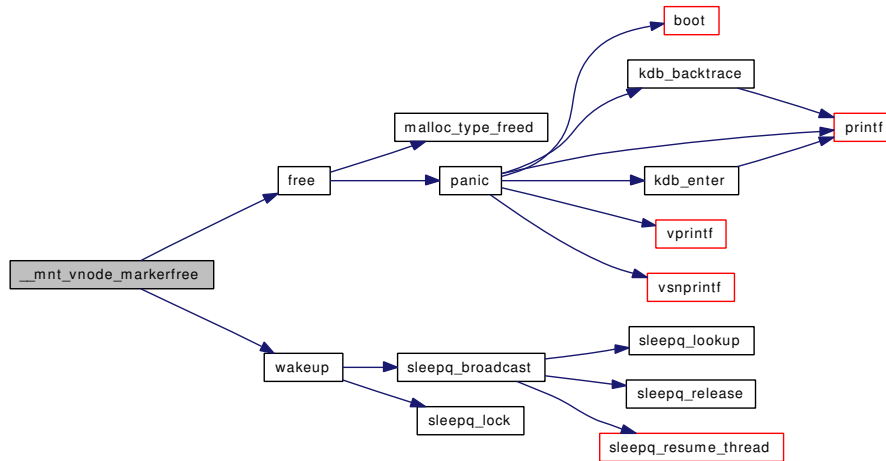 boot
kdb_backtrace
malloc_type_freed
printf
free
panic
kdb_enter
vprintf
__mnt_vnode_markerfree
vsnprintf
sleepq_lookup
wakeup
sleepq_broadcast
sleepq_release
sleepq_lock
sleepq_resume_thread